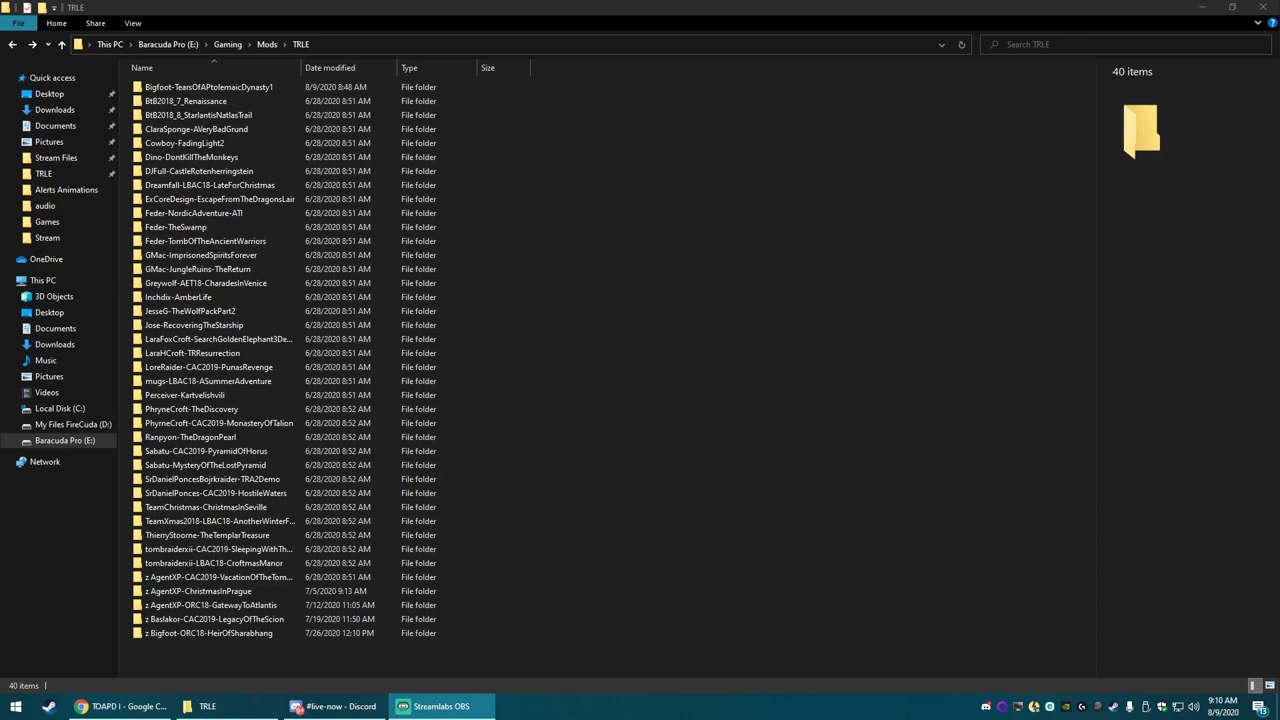 TRLE
File Home Share View
This PC Baracuda Pro (E:) Gaming Mods TRLE Search TRLE
Name Date modified Type Size
40 items
Quick access
Desktop
Downloads
Documents
Pictures
Stream Files
TRLE
Alerts Animations
audio
Games
Stream
OneDrive
This PC
3D Objects
Desktop
Documents
Downloads
Music
Pictures
Videos
Local Disk (C:)
My Files FireCuda (D:)
Baracuda Pro (E:)
Network
Bigfoot-TearsOfAPtolemaicDynasty1 8/9/2020 8:48 AM File folder
BtB2018_7_Renaissance 6/28/2020 8:51 AM File folder
BtB2018_8_StarlantisNatlasTrail 6/28/2020 8:51 AM File folder
ClaraSponge-AVeryBadGrund 6/28/2020 8:51 AM File folder
Cowboy-FadingLight2 6/28/2020 8:51 AM File folder
Dino-DontKillTheMonkeys 6/28/2020 8:51 AM File folder
DJFull-CastleRotenherringstein 6/28/2020 8:51 AM File folder
Dreamfall-LBAC18-LateForChristmas 6/28/2020 8:51 AM File folder
ExCoreDesign-EscapeFromTheDragonsLair 6/28/2020 8:51 AM File folder
Feder-NordicAdventure-ATI 6/28/2020 8:51 AM File folder
Feder-TheSwamp 6/28/2020 8:51 AM File folder
Feder-TombOfTheAncientWarriors 6/28/2020 8:51 AM File folder
GMac-ImprisonedSpiritsForever 6/28/2020 8:51 AM File folder
GMac-JungleRuins-TheReturn 6/28/2020 8:51 AM File folder
Greywolf-AET18-CharadesInVenice 6/28/2020 8:51 AM File folder
Inchdix-AmberLife 6/28/2020 8:51 AM File folder
JesseG-TheWolfPackPart2 6/28/2020 8:51 AM File folder
Jose-RecoveringTheStarship 6/28/2020 8:51 AM File folder
LaraFoxCroft-SearchGoldenElephant3De... 6/28/2020 8:51 AM File folder
LaraHCroft-TRResurrection 6/28/2020 8:51 AM File folder
LoreRaider-CAC2019-PunasRevenge 6/28/2020 8:51 AM File folder
mugs-LBAC18-ASummerAdventure 6/28/2020 8:51 AM File folder
Perceiver-Kartvelishvili 6/28/2020 8:51 AM File folder
PhryneCroft-TheDiscovery 6/28/2020 8:52 AM File folder
PhyrneCroft-CAC2019-MonasteryOfTalion 6/28/2020 8:52 AM File folder
Ranpyon-TheDragonPearl 6/28/2020 8:52 AM File folder
Sabatu-CAC2019-PyramidOfHorus 6/28/2020 8:52 AM File folder
Sabatu-MysteryOfTheLostPyramid 6/28/2020 8:52 AM File folder
SrDanielPoncesBojrkraider-TRA2Demo 6/28/2020 8:52 AM File folder
SrDanielPonces-CAC2019-HostileWaters 6/28/2020 8:52 AM File folder
TeamChristmas-ChristmasInSeville 6/28/2020 8:52 AM File folder
TeamXmas2018-LBAC18-AnotherWinterF... 6/28/2020 8:52 AM File folder
ThierryStoorne-TheTemplarTreasure 6/28/2020 8:52 AM File folder
tombraiderxii-CAC2019-SleepingWithTh... 6/28/2020 8:52 AM File folder
tombraiderxii-LBAC18-CroftmasManor 6/28/2020 8:52 AM File folder
z AgentXP-CAC2019-VacationOfTheTom... 6/28/2020 8:51 AM File folder
z AgentXP-ChristmasInPrague 7/5/2020 9:13 AM File folder
z AgentXP-ORC18-GatewayToAtlantis 7/12/2020 11:05 AM File folder
z Baslakor-CAC2019-LegacyOfTheScion 7/19/2020 11:50 AM File folder
z Bigfoot-ORC18-HeirOfSharabhang 7/26/2020 12:10 PM File folder
40 items
TOAPD I - Google C... TRLE #live-now - Discord Streamlabs OBS 9:10 AM
8/9/2020